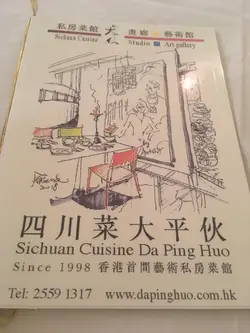 私房菜館 畫廊 藝術館
Sichuan Cuisine Studio Art gallery
四川菜大平伙
Sichuan Cuisine Da Ping Huo
Since 1998 香港首間藝術私房菜館
Tel: 2559 1317 www.dapinghuo.com.hk